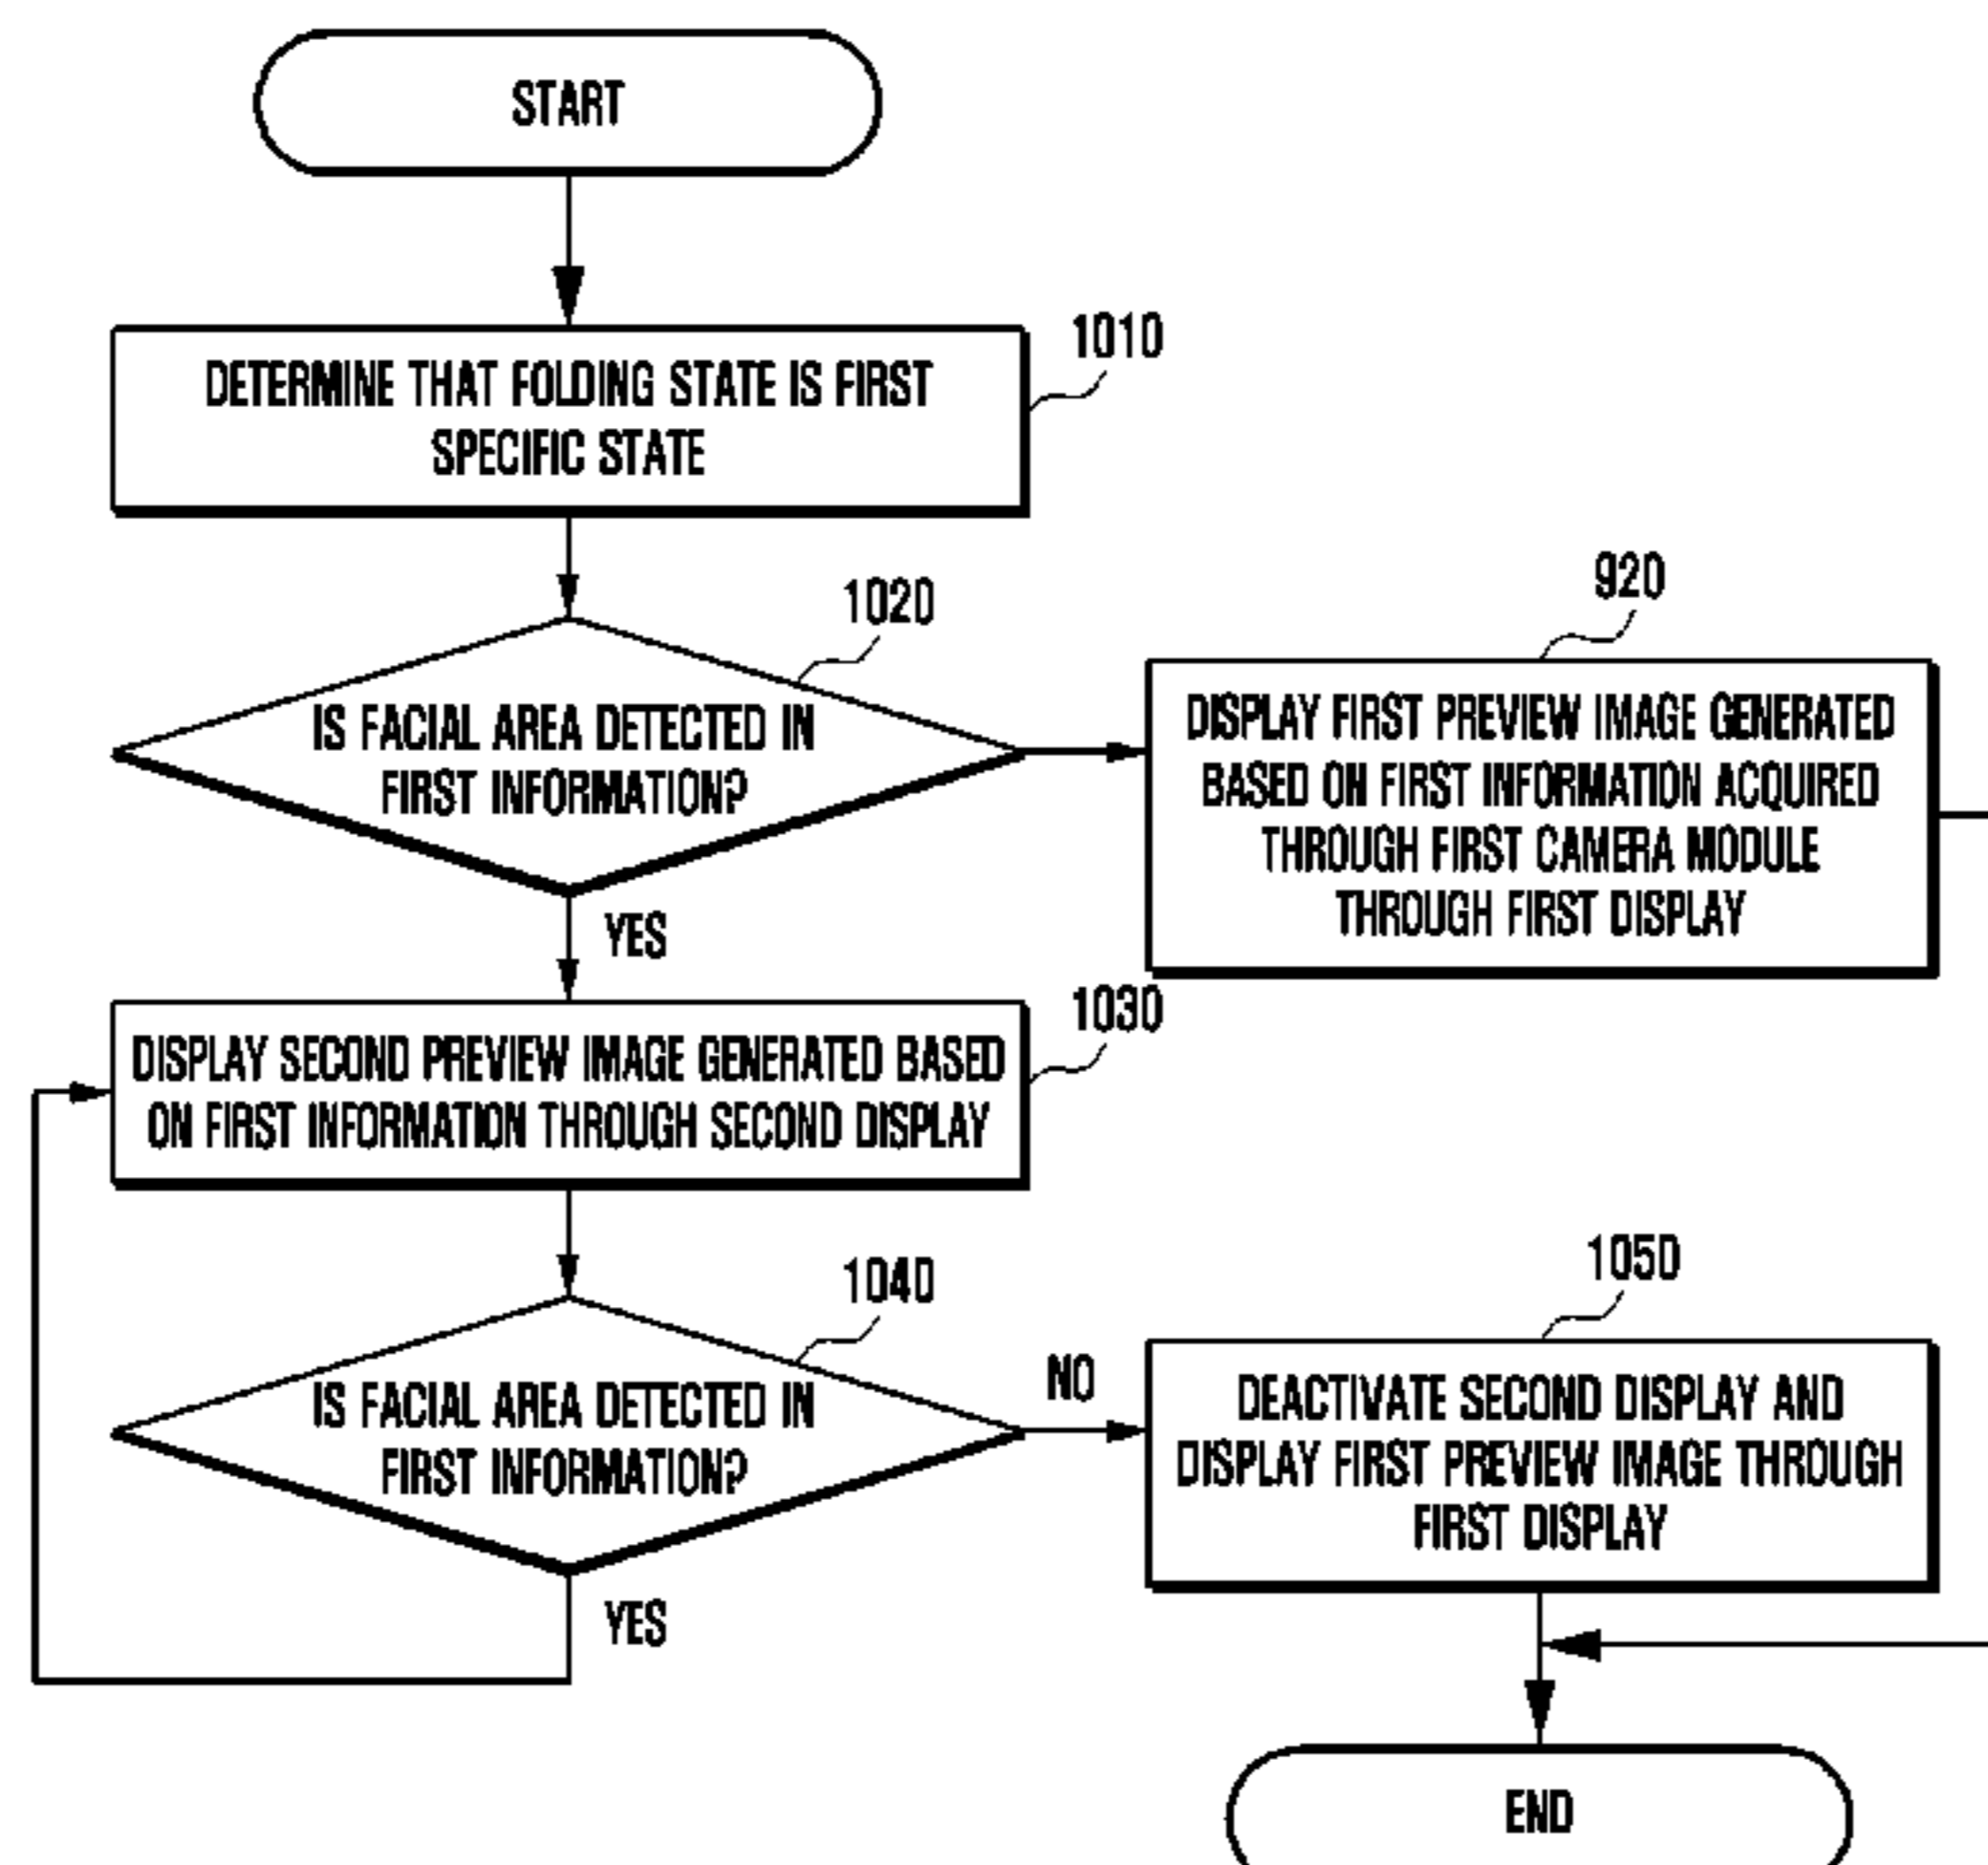 START
1010
DETERMINE THAT FOLDING STATE IS FIRST
SPECIFIC STATE
1020
IS FACIAL AREA DETECTED IN
FIRST INFORMATION?
920
DISPLAY FIRST PREVIEW IMAGE GENERATED
BASED ON FIRST INFORMATION ACQUIRED
THROUGH FIRST CAMERA MODULE
THROUGH FIRST DISPLAY
YES
1030
DISPLAY SECOND PREVIEW IMAGE GENERATED BASED
ON FIRST INFORMATION THROUGH SECOND DISPLAY
1040
IS FACIAL AREA DETECTED IN
FIRST INFORMATION?
NO
1050
DEACTIVATE SECOND DISPLAY AND
DISPLAY FIRST PREVIEW IMAGE THROUGH
FIRST DISPLAY
YES
END